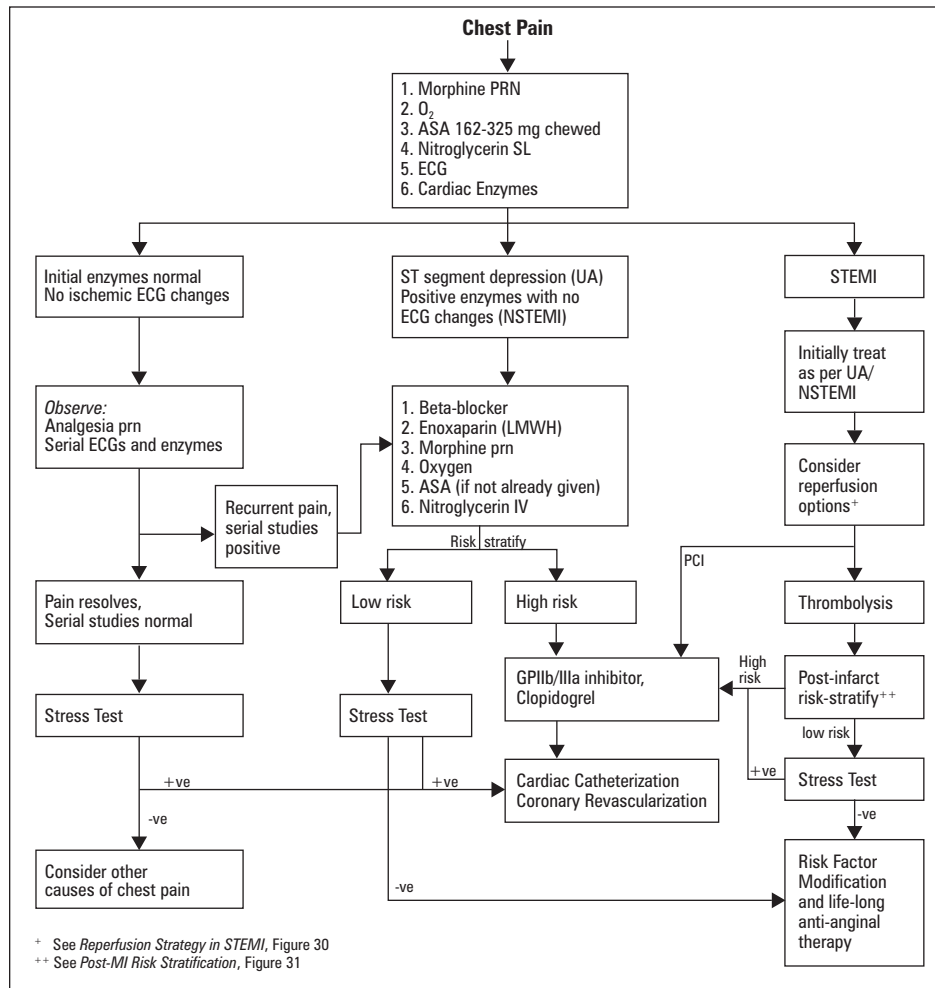 Chest Pain
1. Morphine PRN
2. O₂
3. ASA 162-325 mg chewed
4. Nitroglycerin SL
5. ECG
6. Cardiac Enzymes
Initial enzymes normal
No ischemic ECG changes
ST segment depression (UA)
Positive enzymes with no
ECG changes (NSTEMI)
STEMI
Initially treat
as per UA/
NSTEMI
Observe:
Analgesia prn
Serial ECGs and enzymes
1. Beta-blocker
2. Enoxaparin (LMWH)
3. Morphine prn
4. Oxygen
5. ASA (if not already given)
6. Nitroglycerin IV
Consider
reperfusion
options⁺
Recurrent pain,
serial studies
positive
Risk stratify
PCI
Pain resolves,
Serial studies normal
Low risk
High risk
Thrombolysis
GPIIb/IIIa inhibitor,
Clopidogrel
High
risk
Post-infarct
risk-stratify⁺⁺
low risk
Stress Test
Stress Test
+ve
+ve
Cardiac Catheterization
Coronary Revascularization
+ve
Stress Test
-ve
-ve
Consider other
causes of chest pain
-ve
Risk Factor
Modification
and life-long
anti-anginal
therapy
⁺ See Reperfusion Strategy in STEMI, Figure 30
⁺⁺ See Post-MI Risk Stratification, Figure 31